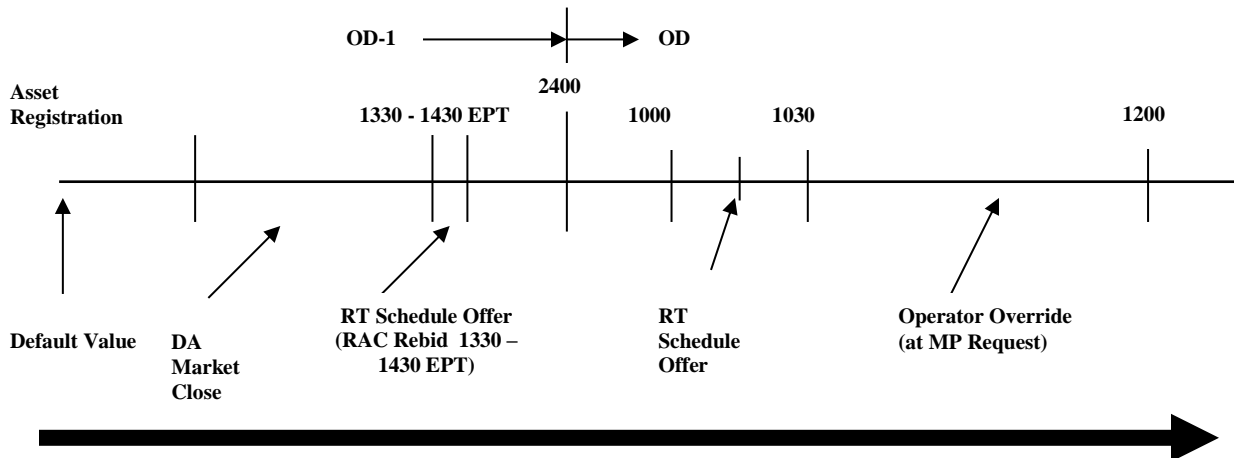 OD-1
OD
2400
Asset
Registration
1330 - 1430 EPT
1000
1030
1200
Default Value
DA
Market
Close
RT Schedule Offer
(RAC Rebid 1330 –
1430 EPT)
RT
Schedule
Offer
Operator Override
(at MP Request)